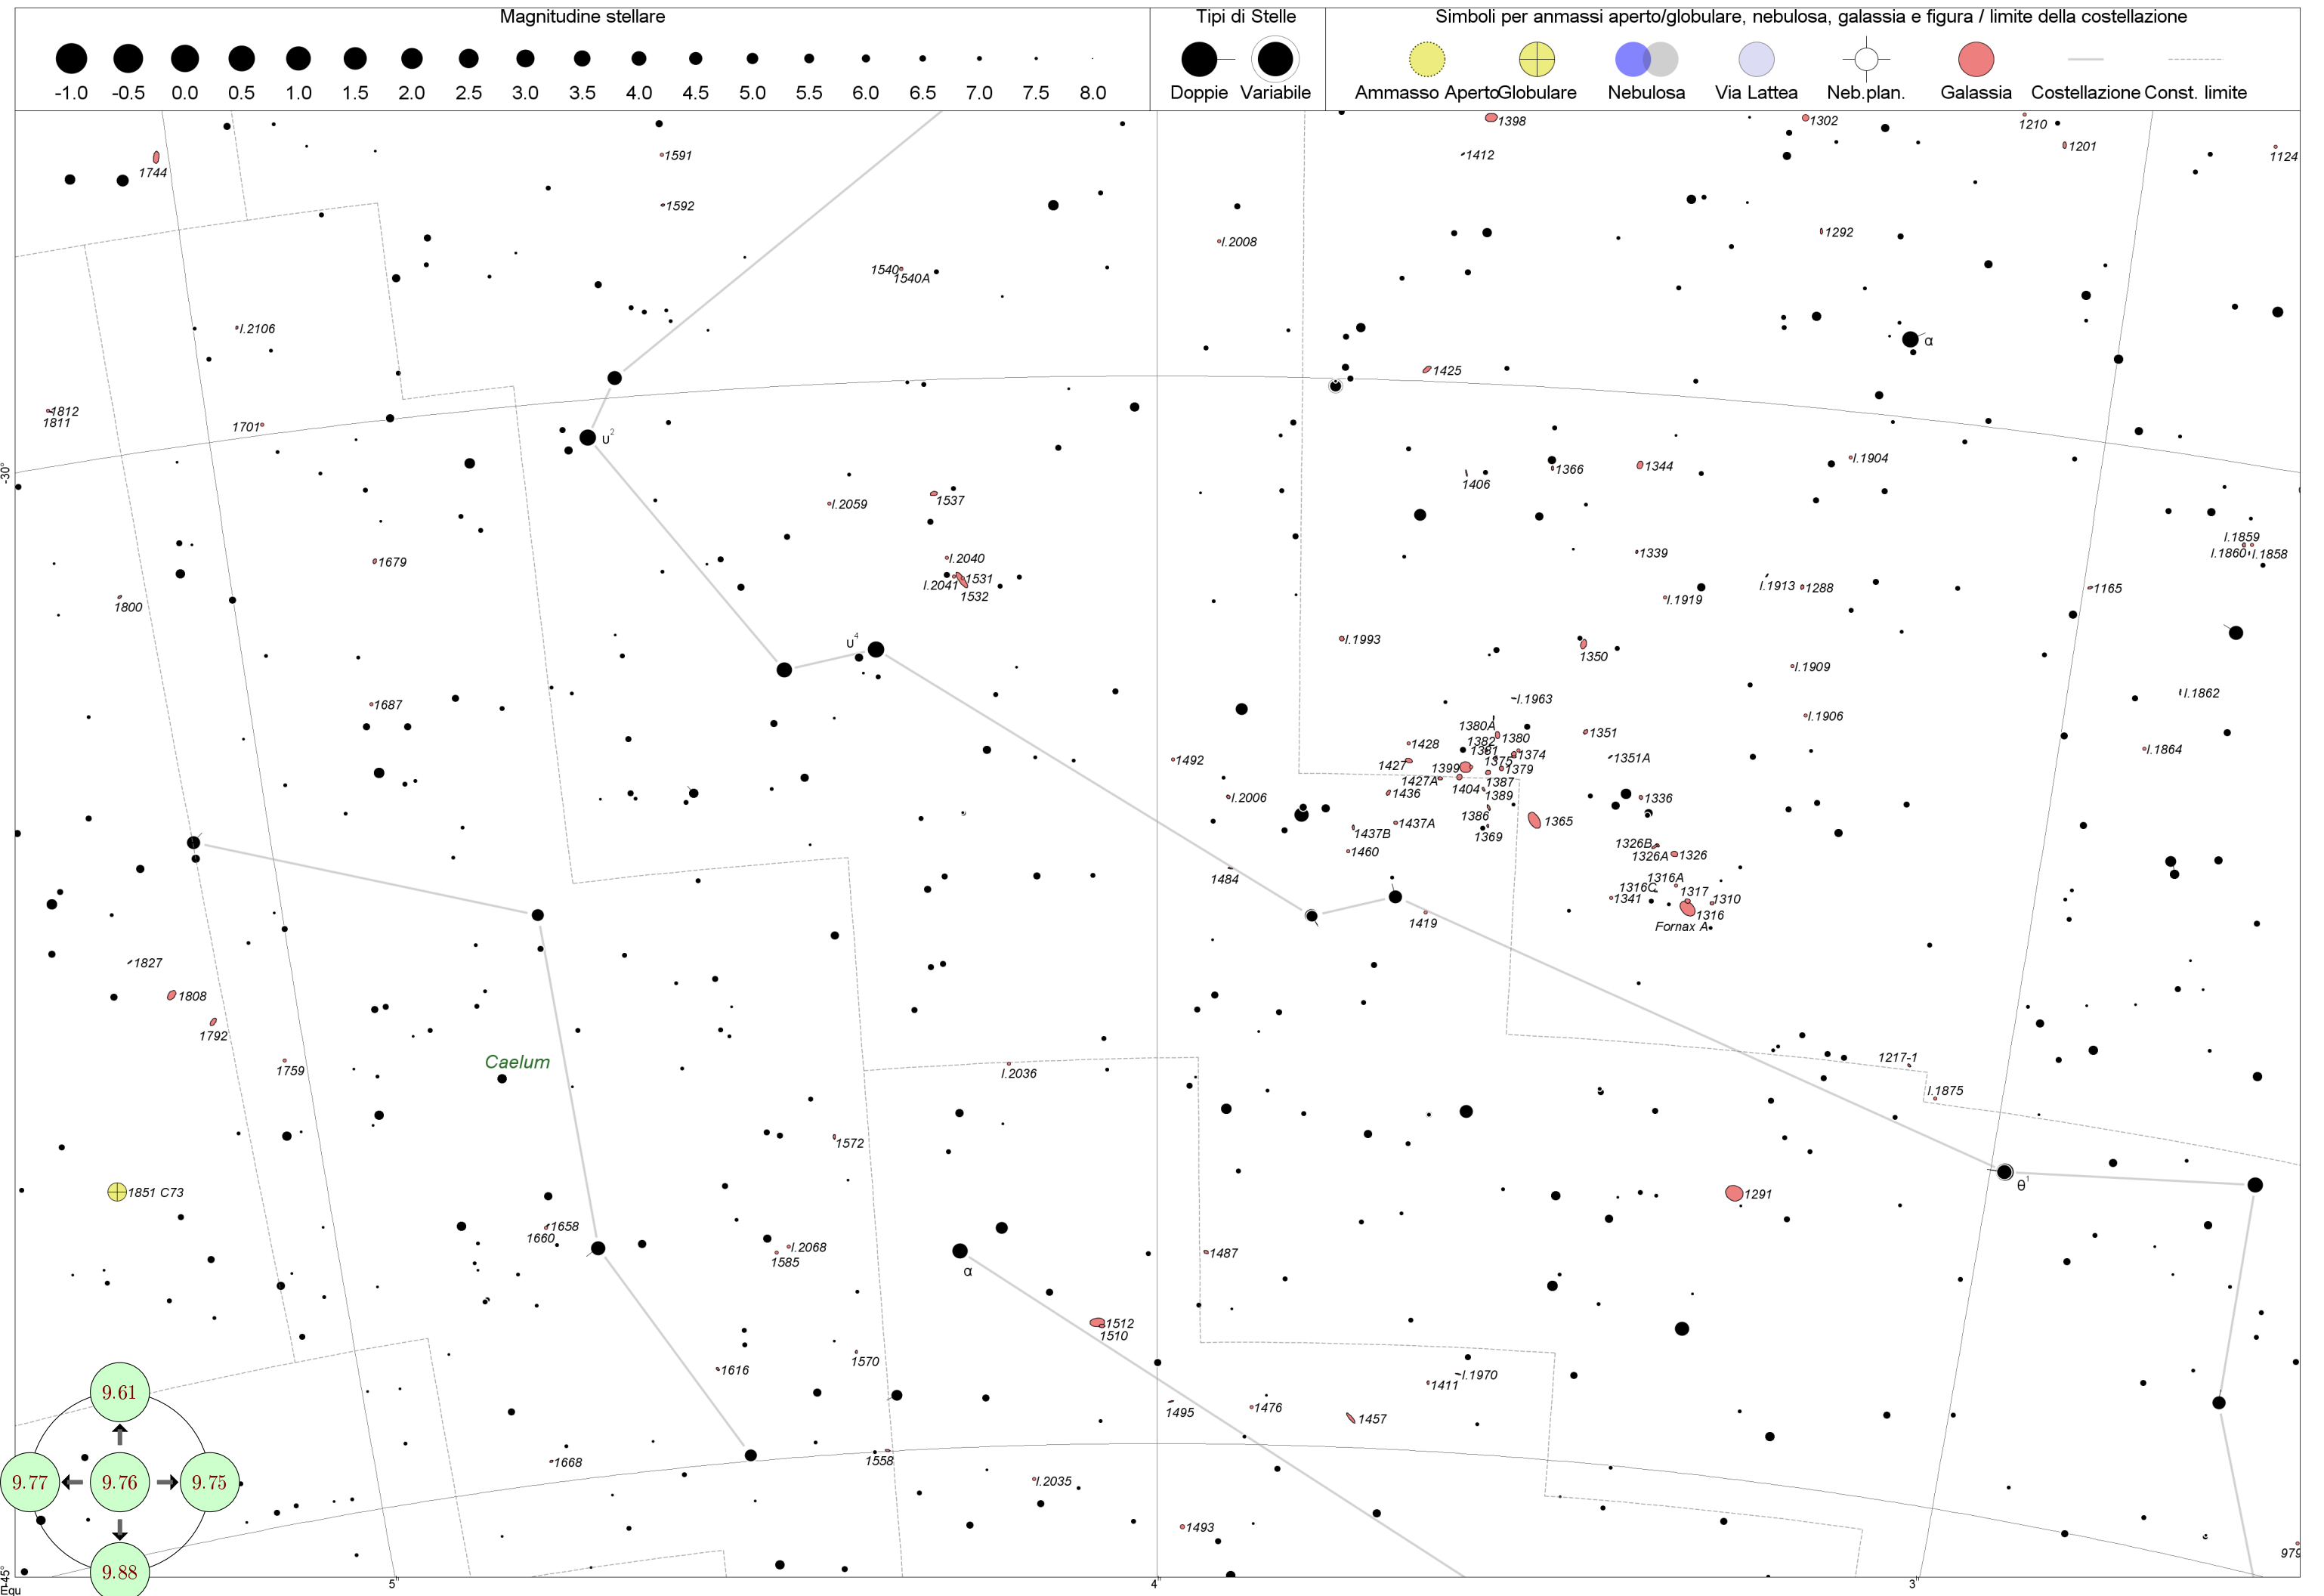 Magnitudine stellare
Tipi di Stelle
Simboli per anmassi aperto/globulare, nebulosa, galassia e figura / limite della costellazione
-1.0 -0.5 0.0 0.5 1.0 1.5 2.0 2.5 3.0 3.5 4.0 4.5 5.0 5.5 6.0 6.5 7.0 7.5 8.0
Doppie Variabile
Ammasso Aperto Globulare Nebulosa Via Lattea Neb.plan. Galassia Costellazione Const. limite
1398
1302
1210
1201
1124
1412
1591
1744
1592
1292
I.2008
1540
1540A
I.2106
α
1425
1812
1811
1701
υ2
-30°
1366
1344
I.1904
1406
1537
I.2059
I.1859
I.1860
I.1858
1339
I.2040
1679
1531
I.2041
1532
I.1913
1288
1165
I.1919
1800
υ4
I.1993
1350
I.1909
I.1862
I.1963
1687
I.1906
1380A
1380
1351
1382
1428
1381
1374
I.1864
1351A
1375
1492
1427
1399
1379
1427A
1387
1404
1436
1389
I.2006
1336
1386
1365
1437A
1437B
1369
1326B
1326A
1326
1460
1484
1316A
1316C
1317
1341
1310
1316
1419
Fornax A
1827
1808
1792
Caelum
1759
I.2036
1217-1
I.1875
1572
1851 C73
θ1
1291
1658
1660
I.2068
1585
1487
α
1512
1510
1570
1616
I.1970
1411
1495
1476
1457
1558
1668
I.2035
1493
979
9.61
9.77
9.76
9.75
9.88
-45°
5h
4h
3h